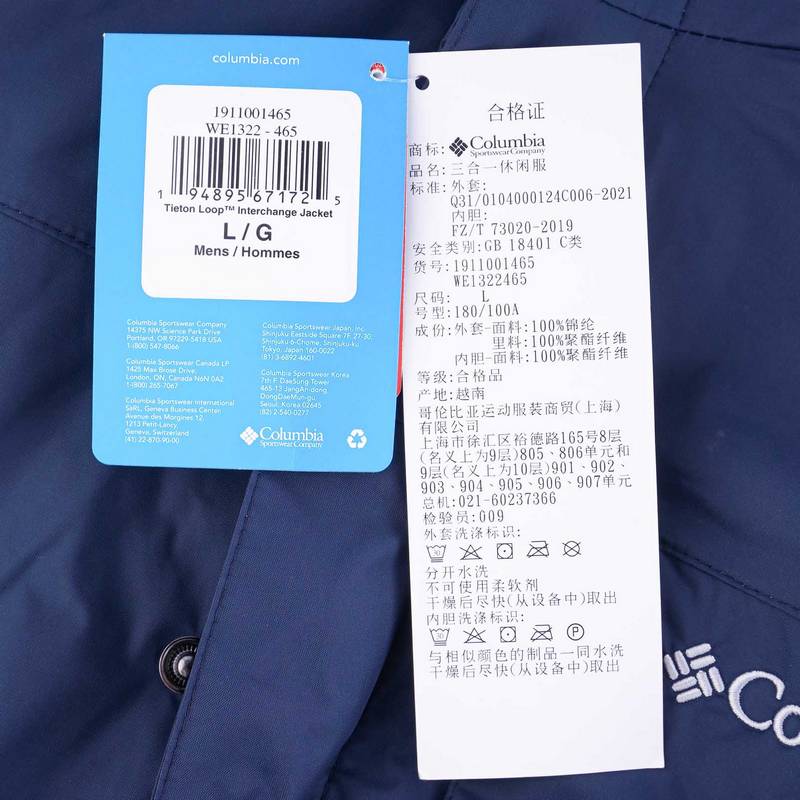 columbia.com
1911001465
WE1322 - 465
1 94895 67172 5
Tieton Loop™ Interchange Jacket
L / G
Mens / Hommes
Columbia Sportswear Company
14375 NW Science Park Drive
Portland, OR 97229-5418 USA
1-(800) 547-8066
Columbia Sportswear Canada LP
1425 Max Brose Drive,
London, ON, Canada N6N 0A2
1-(800) 265-7067
Columbia Sportswear International
SàRL, Geneva Business Center
Avenue des Morgines 12,
1213 Petit-Lancy,
Geneva, Switzerland
(41) 22-870-90-00
Columbia Sportswear Japan, Inc.
Shinjuku Eastside Square 7F, 27-30,
Shinjuku 6-Chome, Shinjuku-ku
Tokyo, Japan 160-0022
(81) 3-6892-4601
Columbia Sportswear Korea
7th F DaeSung Tower
465-13 JangAn-dong
DongDaeMun-gu
Seoul, Korea 02645
(82) 2-540-0277
Columbia
Sportswear Company
合格证
商标: Columbia
Sportswear Company
品名: 三合一休闲服
标准: 外套:
Q31/0104000124C006-2021
内胆:
FZ/T 73020-2019
安全类别: GB 18401 C类
货号: 1911001465
WE1322465
尺码: L
号型: 180/100A
成份: 外套-面料: 100%锦纶
里料: 100%聚酯纤维
内胆-面料: 100%聚酯纤维
等级: 合格品
产地: 越南
哥伦比亚运动服装商贸(上海)
有限公司
上海市徐汇区裕德路165号8层
(名义上为9层)805、806单元和
9层(名义上为10层)901、902、
903、904、905、906、907单元
总机: 021-60237366
检验员: 009
外套洗涤标识:
30
分开水洗
不可使用柔软剂
干燥后尽快(从设备中)取出
内胆洗涤标识:
30 P
与相似颜色的制品一同水洗
干燥后尽快(从设备中)取出
Co